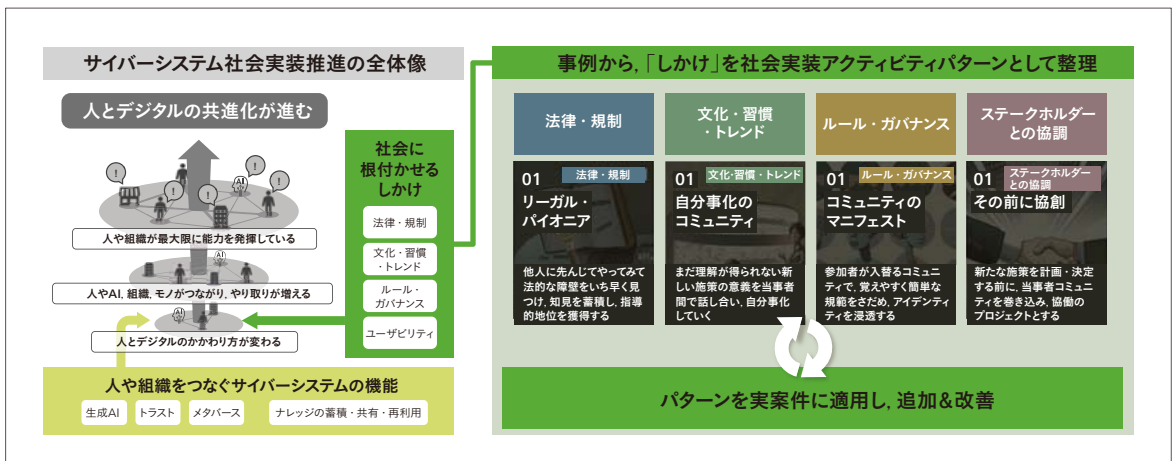 サイバーシステム社会実装推進の全体像
人とデジタルの共進化が進む
!
!
!
AI
!
!
人や組織が最大限に能力を発揮している
AI
人やAI, 組織, モノがつながり, やり取りが増える
AI
人とデジタルのかかわり方が変わる
社会に
根付かせる
しかけ
法律・規制
文化・習慣
・トレンド
ルール・
ガバナンス
ユーザビリティ
人や組織をつなぐサイバーシステムの機能
生成AI
トラスト
メタバース
ナレッジの蓄積・共有・再利用
事例から,「しかけ」を社会実装アクティビティパターンとして整理
法律・規制
01
法律・規制
リーガル・
パイオニア
他人に先んじてやってみて
法的な障壁をいち早く見
つけ, 知見を蓄積し, 指導
的地位を獲得する
文化・習慣
・トレンド
01
文化・習慣・トレンド
自分事化の
コミュニティ
まだ理解が得られない新
しい施策の意義を当事者
間で話し合い, 自分事化
していく
ルール・ガバナンス
01
ルール・ガバナンス
コミュニティの
マニフェスト
参加者が入替るコミュニ
ティで, 覚えやすく簡単な
規範をさだめ, アイデンティ
ティを浸透する
ステークホルダー
との協調
01
ステークホルダー
との協調
その前に協創
新たな施策を計画・決定
する前に, 当事者コミュニ
ティを巻き込み, 協働の
プロジェクトとする
パターンを実案件に適用し, 追加&改善